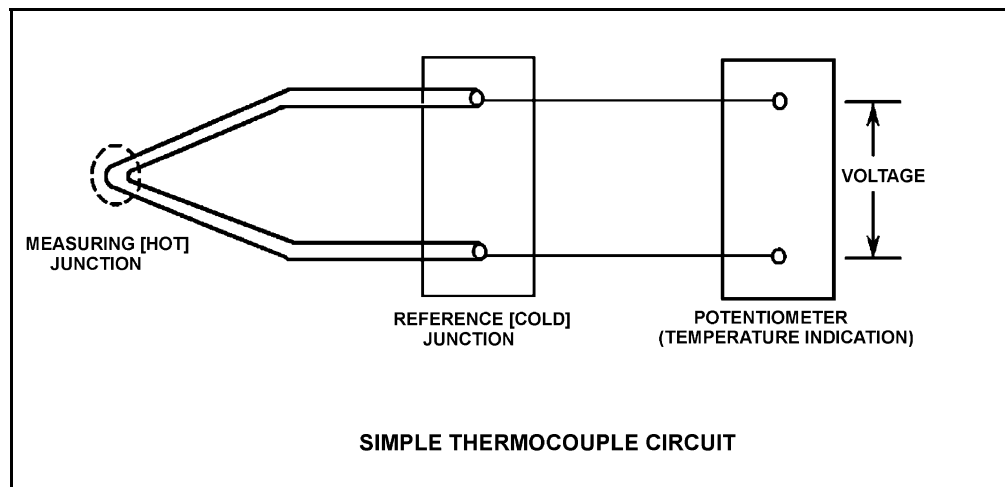 VOLTAGE
MEASURING [HOT]
JUNCTION
REFERENCE [COLD]
JUNCTION
POTENTIOMETER
(TEMPERATURE INDICATION)
SIMPLE THERMOCOUPLE CIRCUIT